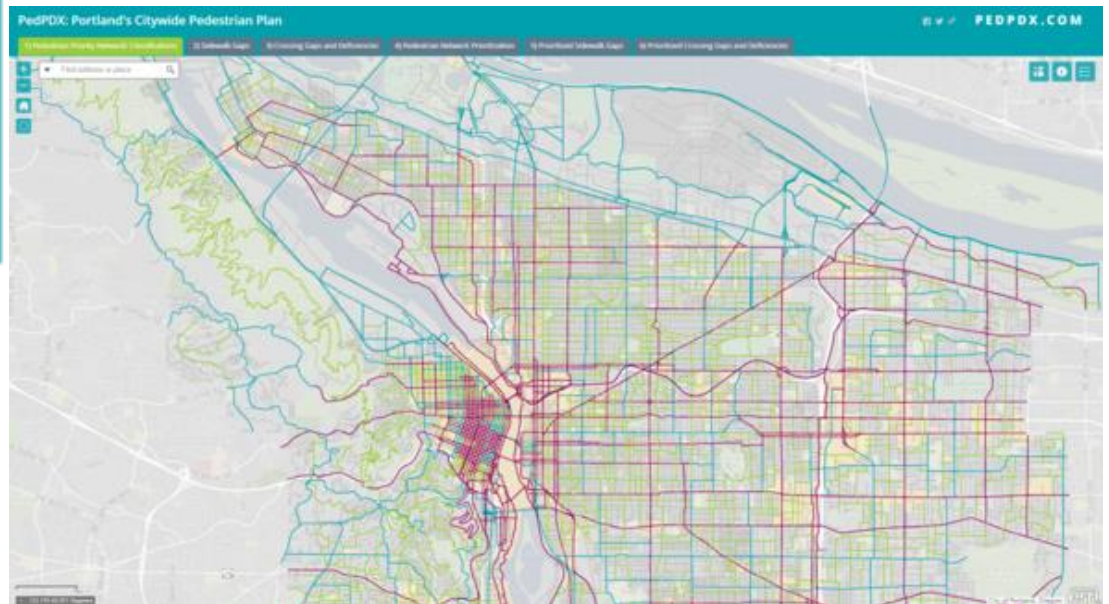 PedPDX: Portland's Citywide Pedestrian Plan
PEDPDX.COM
1) Pedestrian Priority Network Classifications
2) Sidewalk Gaps
3) Crossing Gaps and Deficiencies
4) Pedestrian Network Prioritization
5) Prioritized Sidewalk Gaps
6) Prioritized Crossing Gaps and Deficiencies
Find address or place
esri